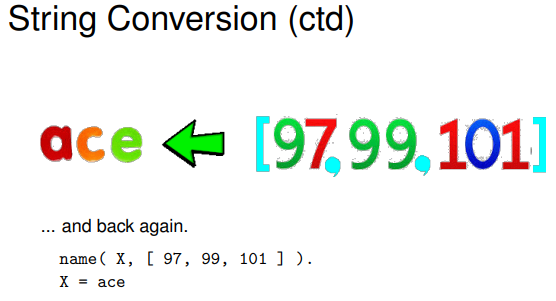 String Conversion (ctd)
ace [97,99,101]
... and back again.
name( X, [ 97, 99, 101 ] ).
X = ace